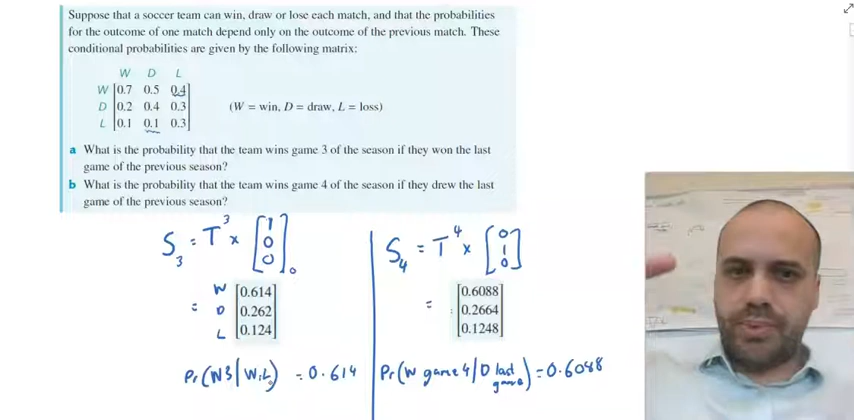 Suppose that a soccer team can win, draw or lose each match, and that the probabilities
for the outcome of one match depend only on the outcome of the previous match. These
conditional probabilities are given by the following matrix:
W D L
W [0.7 0.5 0.4]
D [0.2 0.4 0.3] (W = win, D = draw, L = loss)
L [0.1 0.1 0.3]
a What is the probability that the team wins game 3 of the season if they won the last
game of the previous season?
b What is the probability that the team wins game 4 of the season if they drew the last
game of the previous season?
S₃ = T³ × [1 0 0]
= W [0.614]
D [0.262]
L [0.124]
Pr(W3/W,L) = 0.614
S₄ = T⁴ × [0 1 0]
= [0.6088]
[0.2664]
[0.1248]
Pr(W game 4/D last game) = 0.6088